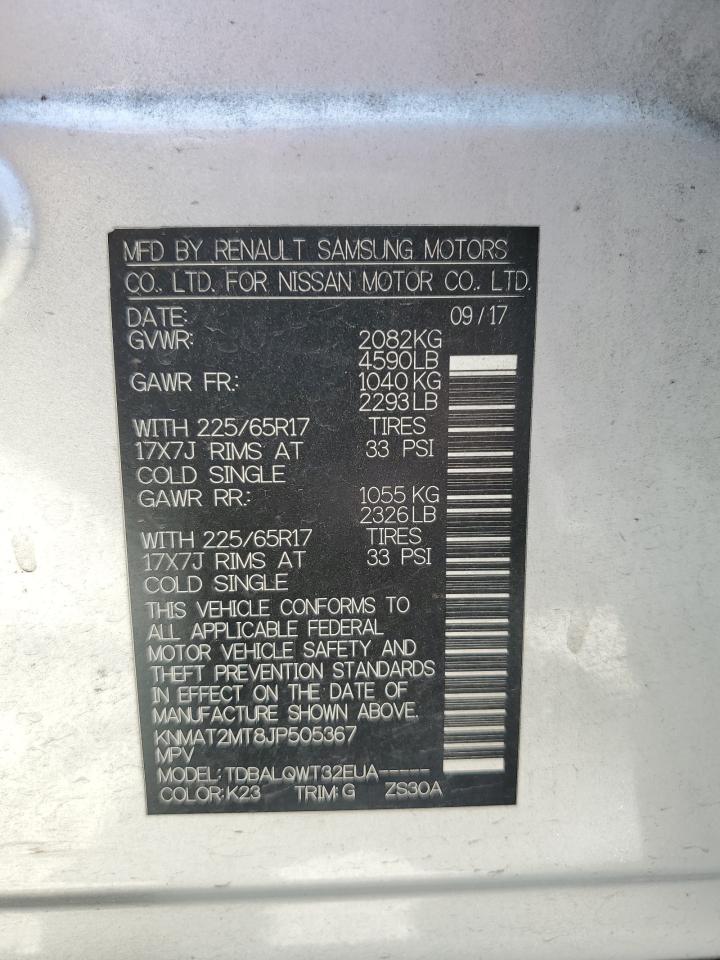 MFD BY RENAULT SAMSUNG MOTORS
CO., LTD. FOR NISSAN MOTOR CO., LTD.
DATE: 09/17
GVWR: 2082KG
4590LB
GAWR FR.: 1040KG
2293LB
WITH 225/65R17 TIRES
17X7J RIMS AT 33 PSI
COLD SINGLE
GAWR RR.: 1055KG
2326LB
WITH 225/65R17 TIRES
17X7J RIMS AT 33 PSI
COLD SINGLE
THIS VEHICLE CONFORMS TO
ALL APPLICABLE FEDERAL
MOTOR VEHICLE SAFETY AND
THEFT PREVENTION STANDARDS
IN EFFECT ON THE DATE OF
MANUFACTURE SHOWN ABOVE.
KNMAT2MT8JP505367
MPV
MODEL: TDBALQWT32EUA-----
COLOR:K23 TRIM:G ZS30A